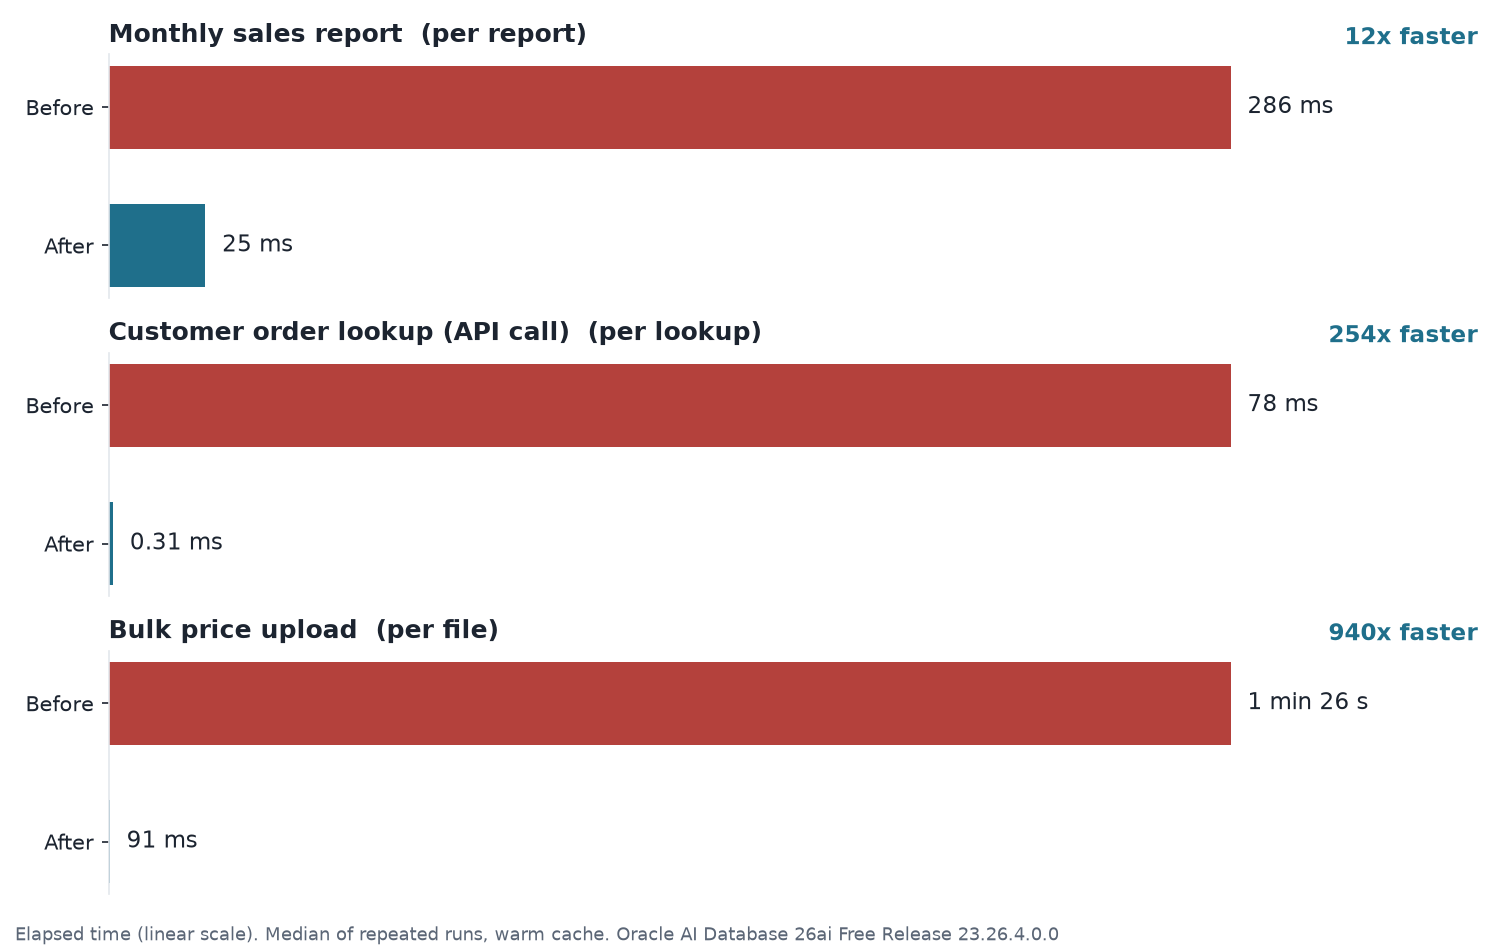 Monthly sales report  (per report)
12x faster
Before
286 ms
After
25 ms
Customer order lookup (API call)  (per lookup)
254x faster
Before
78 ms
After
0.31 ms
Bulk price upload  (per file)
940x faster
Before
1 min 26 s
After
91 ms
Elapsed time (linear scale). Median of repeated runs, warm cache. Oracle AI Database 26ai Free Release 23.26.4.0.0